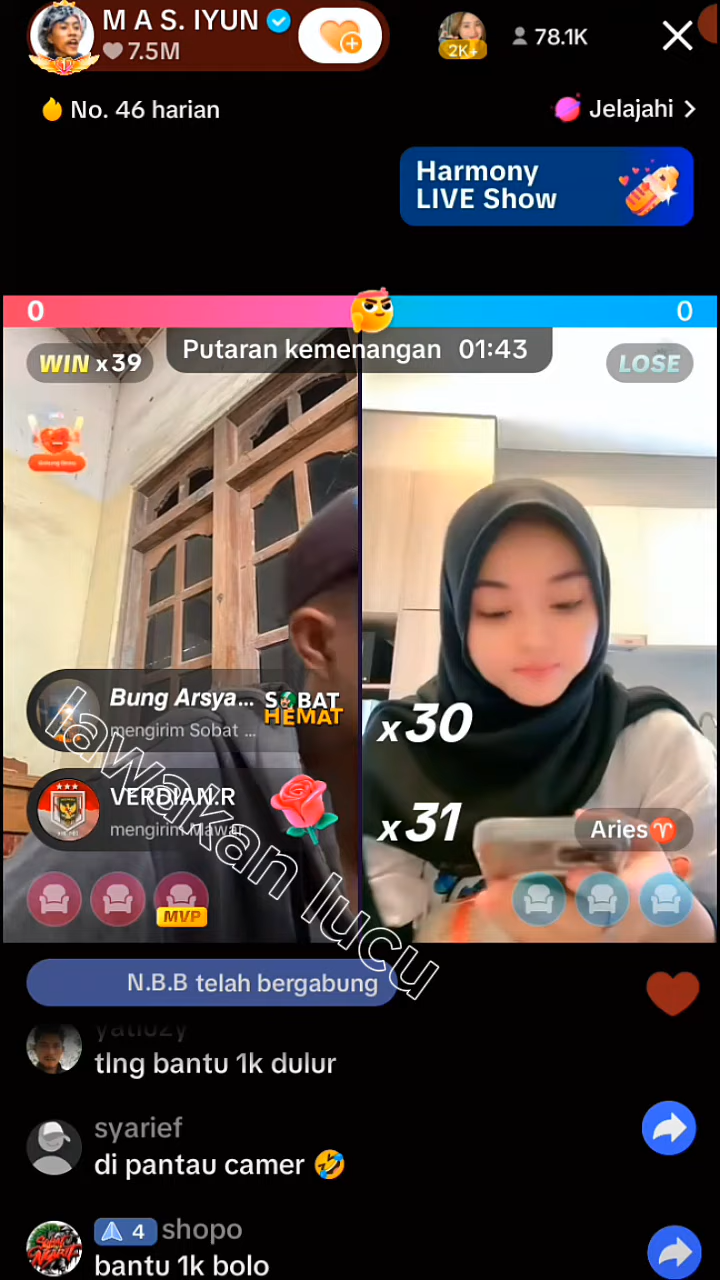 M A S. IYUN
7.5M
2K+
78.1K
No. 46 harian
Jelajahi >
Harmony
LIVE Show
0
0
WIN x39
Putaran kemenangan 01:43
LOSE
Bung Arsya...
mengirim Sobat ...
SOBAT
HEMAT
x30
VERDIAN.R
mengirim Mawar
x31
Aries
MVP
lawakan lucu
N.B.B telah bergabung
yatiuzy
tlng bantu 1k dulur
syarief
di pantau camer 🤣
4 shopo
bantu 1k bolo